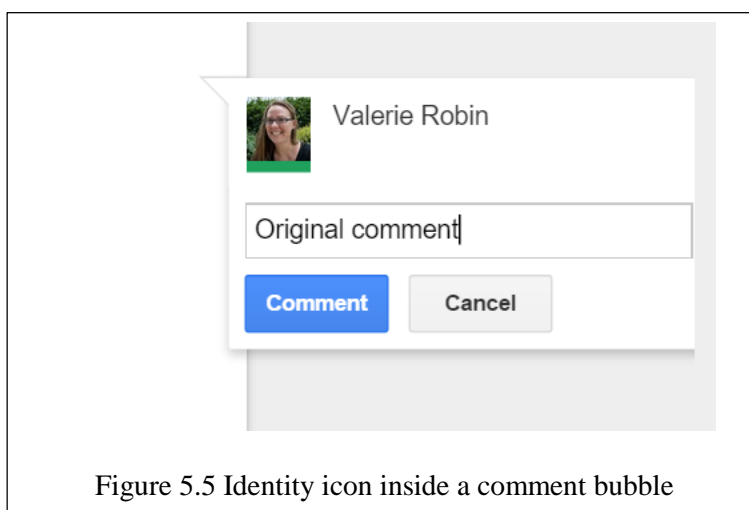 Valerie Robin
Original comment
Comment Cancel
Figure 5.5 Identity icon inside a comment bubble